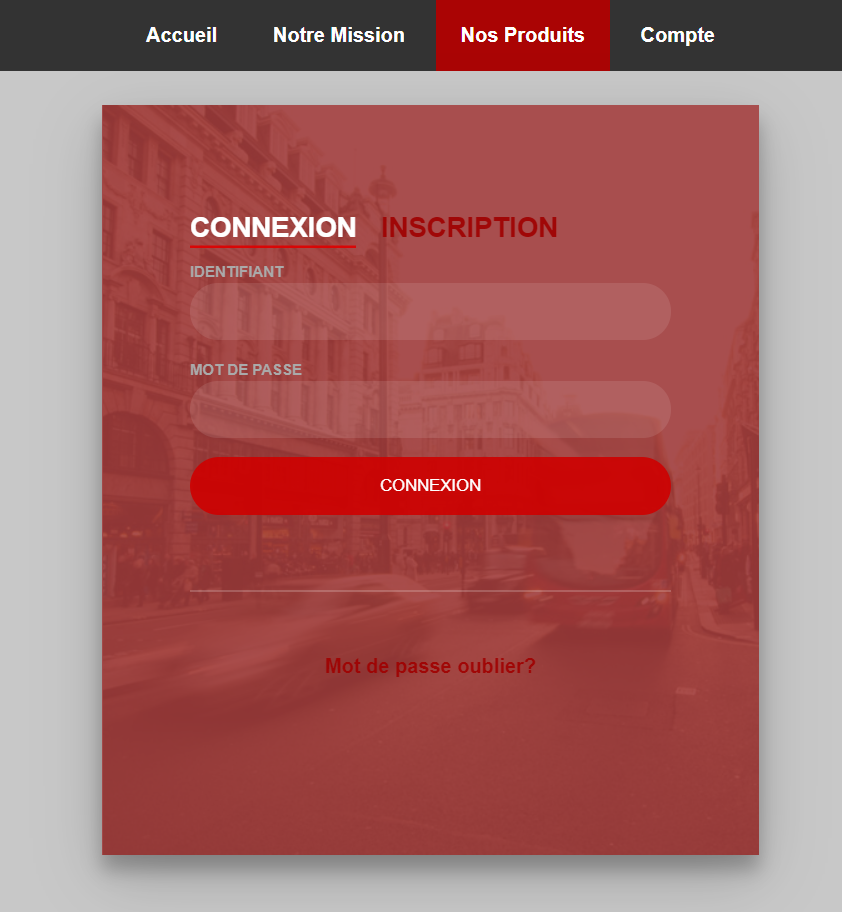 Accueil Notre Mission Nos Produits Compte
CONNEXION INSCRIPTION
IDENTIFIANT
MOT DE PASSE
CONNEXION
Mot de passe oublier?